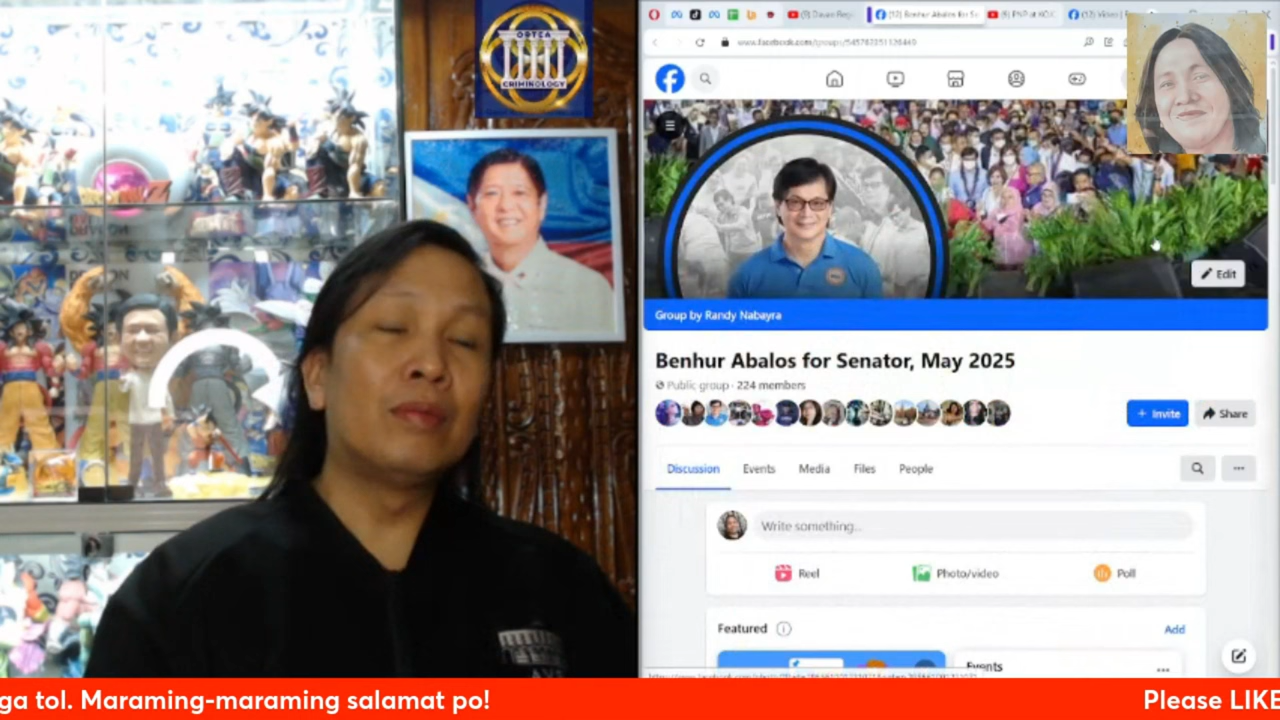 ORTEA
CRIMINOLOGY
www.facebook.com/groups/
Edit
Group by Randy Nabayra
Benhur Abalos for Senator, May 2025
Public group · 224 members
+ Invite
Share
Discussion
Events
Media
Files
People
Write something..
Reel
Photo/video
Poll
Featured
Add
Events
ga tol. Maraming-maraming salamat po!
Please LIKE